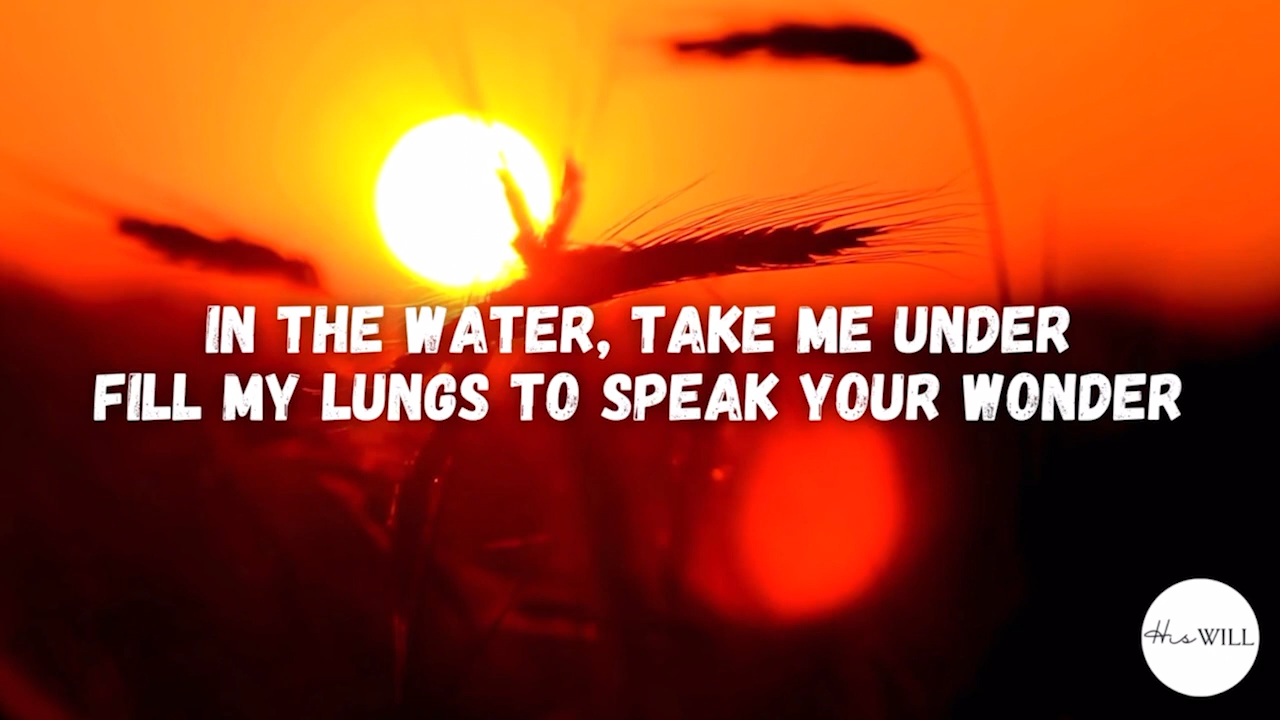 IN THE WATER, TAKE ME UNDER
FILL MY LUNGS TO SPEAK YOUR WONDER
His WILL